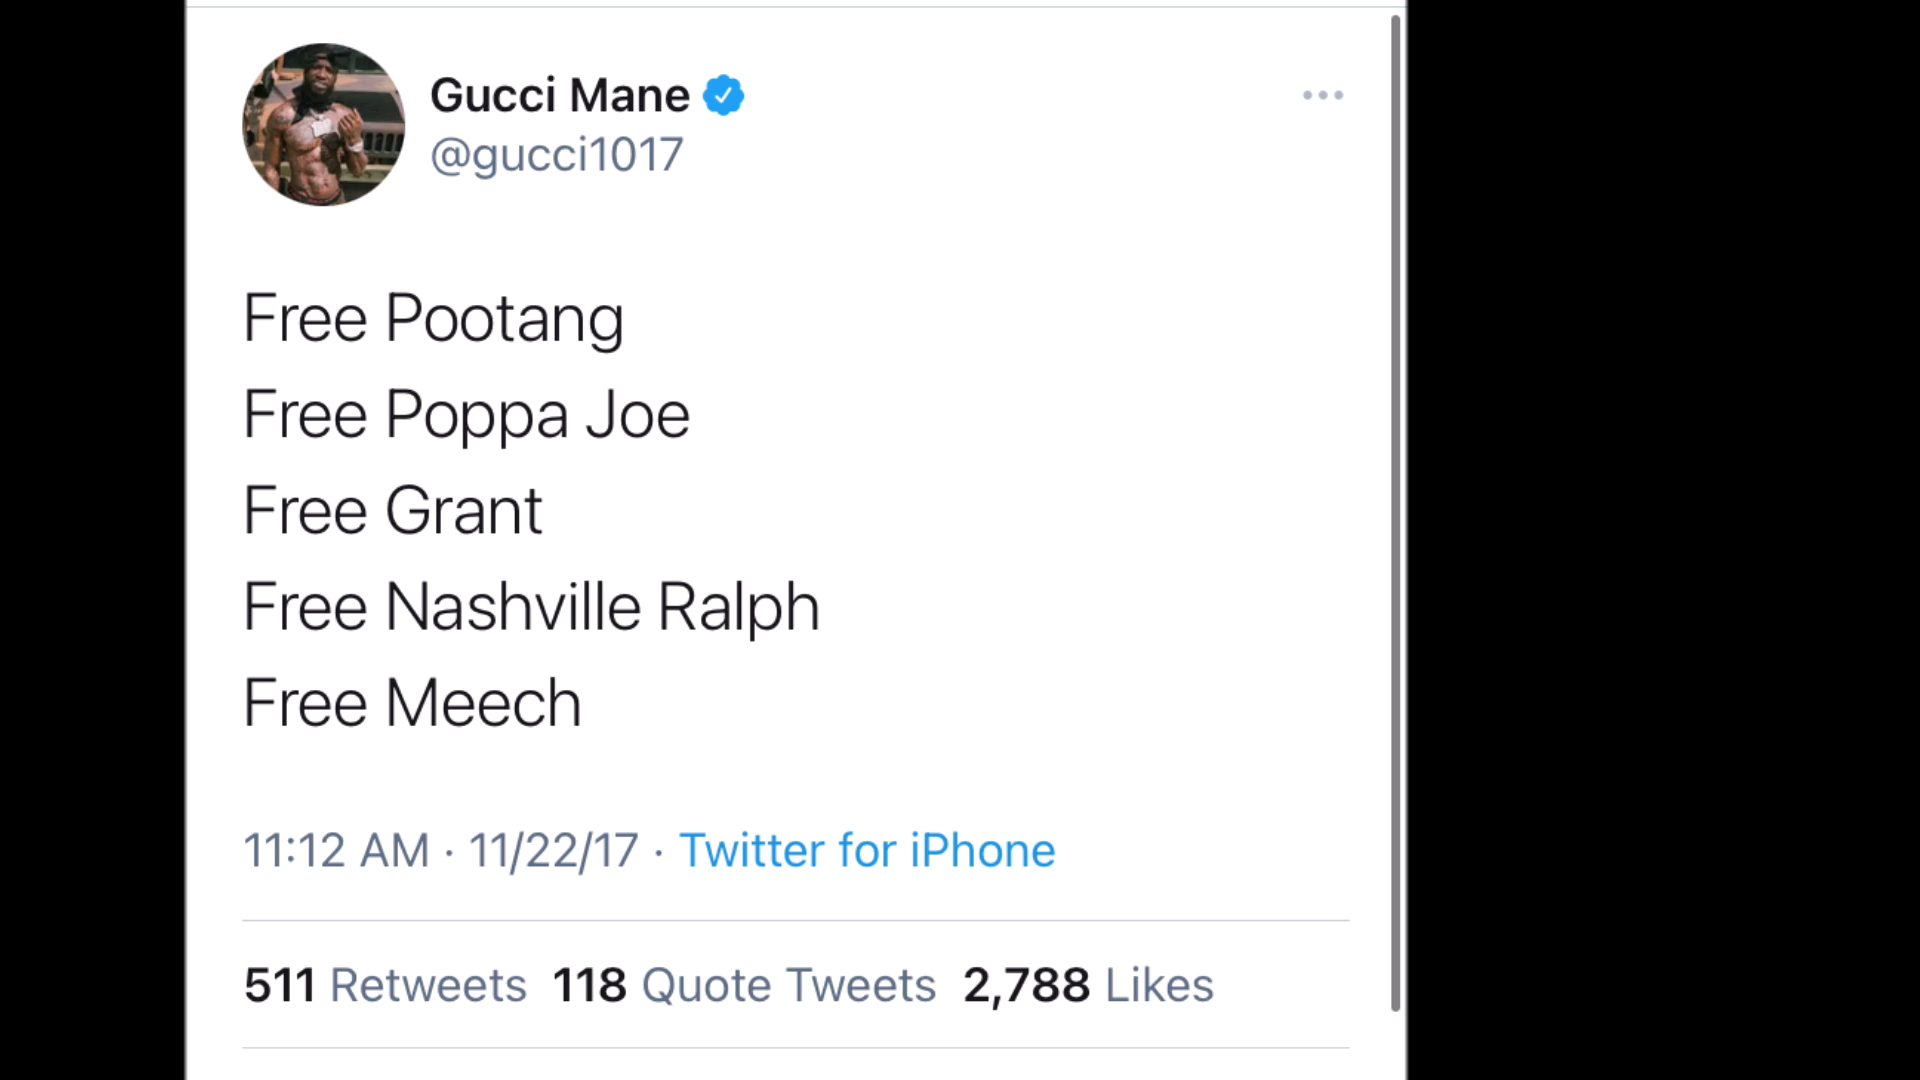 Gucci Mane
@gucci1017
Free Pootang
Free Poppa Joe
Free Grant
Free Nashville Ralph
Free Meech
11:12 AM · 11/22/17 · Twitter for iPhone
511 Retweets 118 Quote Tweets 2,788 Likes